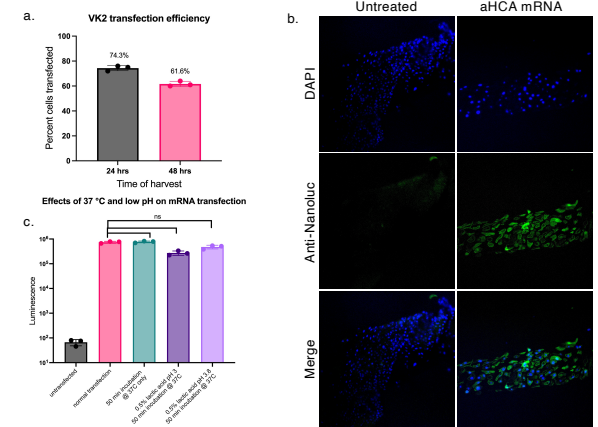 a.
VK2 transfection efficiency
Percent cells transfected
100
80
60
40
20
0
74.3%
61.6%
24 hrs
48 hrs
Time of harvest
b.
Untreated
aHCA mRNA
DAPI
Anti-Nanoluc
Merge
Effects of 37 °C and low pH on mRNA transfection
c.
ns
Luminescence
10⁶
10⁵
10⁴
10³
10²
10¹
untransfected
normal transfection
50 min incubation
@ 37C only
0.5% lactic acid pH 3
50 min incubation @ 37C
0.5% lactic acid pH 3.8
50 min incubation @ 37C